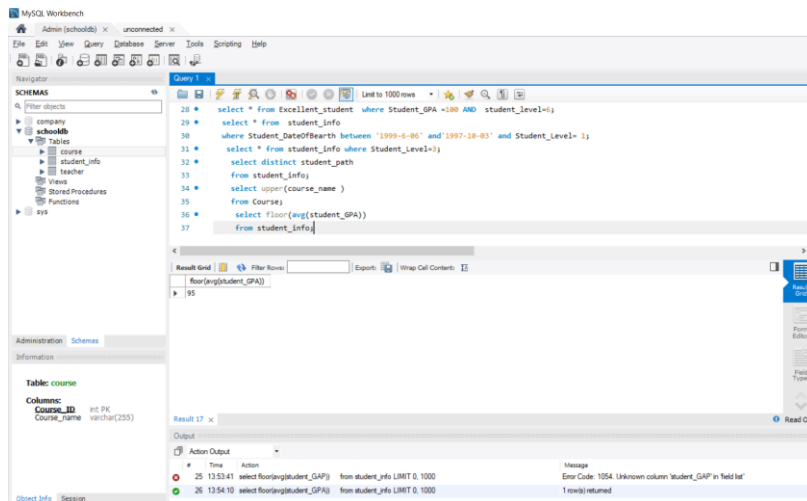 MySQL Workbench
Admin (schooldb) × unconnected ×
File Edit View Query Database Server Tools Scripting Help
Navigator
Query 1 ×
SCHEMAS
Limit to 1000 rows
Filter objects
28 select * from Excellent_student where Student_GPA =100 AND student_level=6;
company
29 select * from student_info
schooldb
30 where Student_DateOfBearth between '1999-6-06' and'1997-10-03' and Student_Level= 1;
Tables
course
31 select * from student_info where Student_Level=3;
student_info
32 select distinct student_path
teacher
33 from student_info;
Views
34 select upper(course_name )
Stored Procedures
35 from Course;
Functions
36 select floor(avg(student_GPA))
sys
37 from student_info;
Result Grid Filter Rows: Export: Wrap Cell Content:
floor(avg(student_GPA))
95
Result
Grid
Form
Editor
Field
Types
Administration Schemas
Information
Table: course
Columns:
Course_ID int PK
Course_name varchar(255)
Result 17 ×
Read O
Output
Action Output
# Time Action Message
25 13:53:41 select floor(avg(student_GAP)) from student_info LIMIT 0, 1000 Error Code: 1054. Unknown column 'student_GAP' in 'field list'
26 13:54:10 select floor(avg(student_GPA)) from student_info LIMIT 0, 1000 1 row(s) returned
Object Info Session